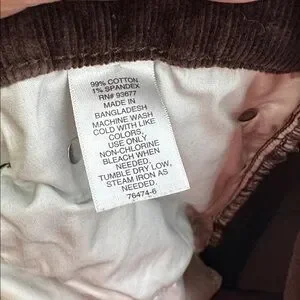 99% COTTON
1% SPANDEX
RN# 93677
MADE IN
BANGLADESH
MACHINE WASH
COLD WITH LIKE
COLORS,
USE ONLY
NON-CHLORINE
BLEACH WHEN
NEEDED,
TUMBLE DRY LOW,
STEAM IRON AS
NEEDED.
76474-6